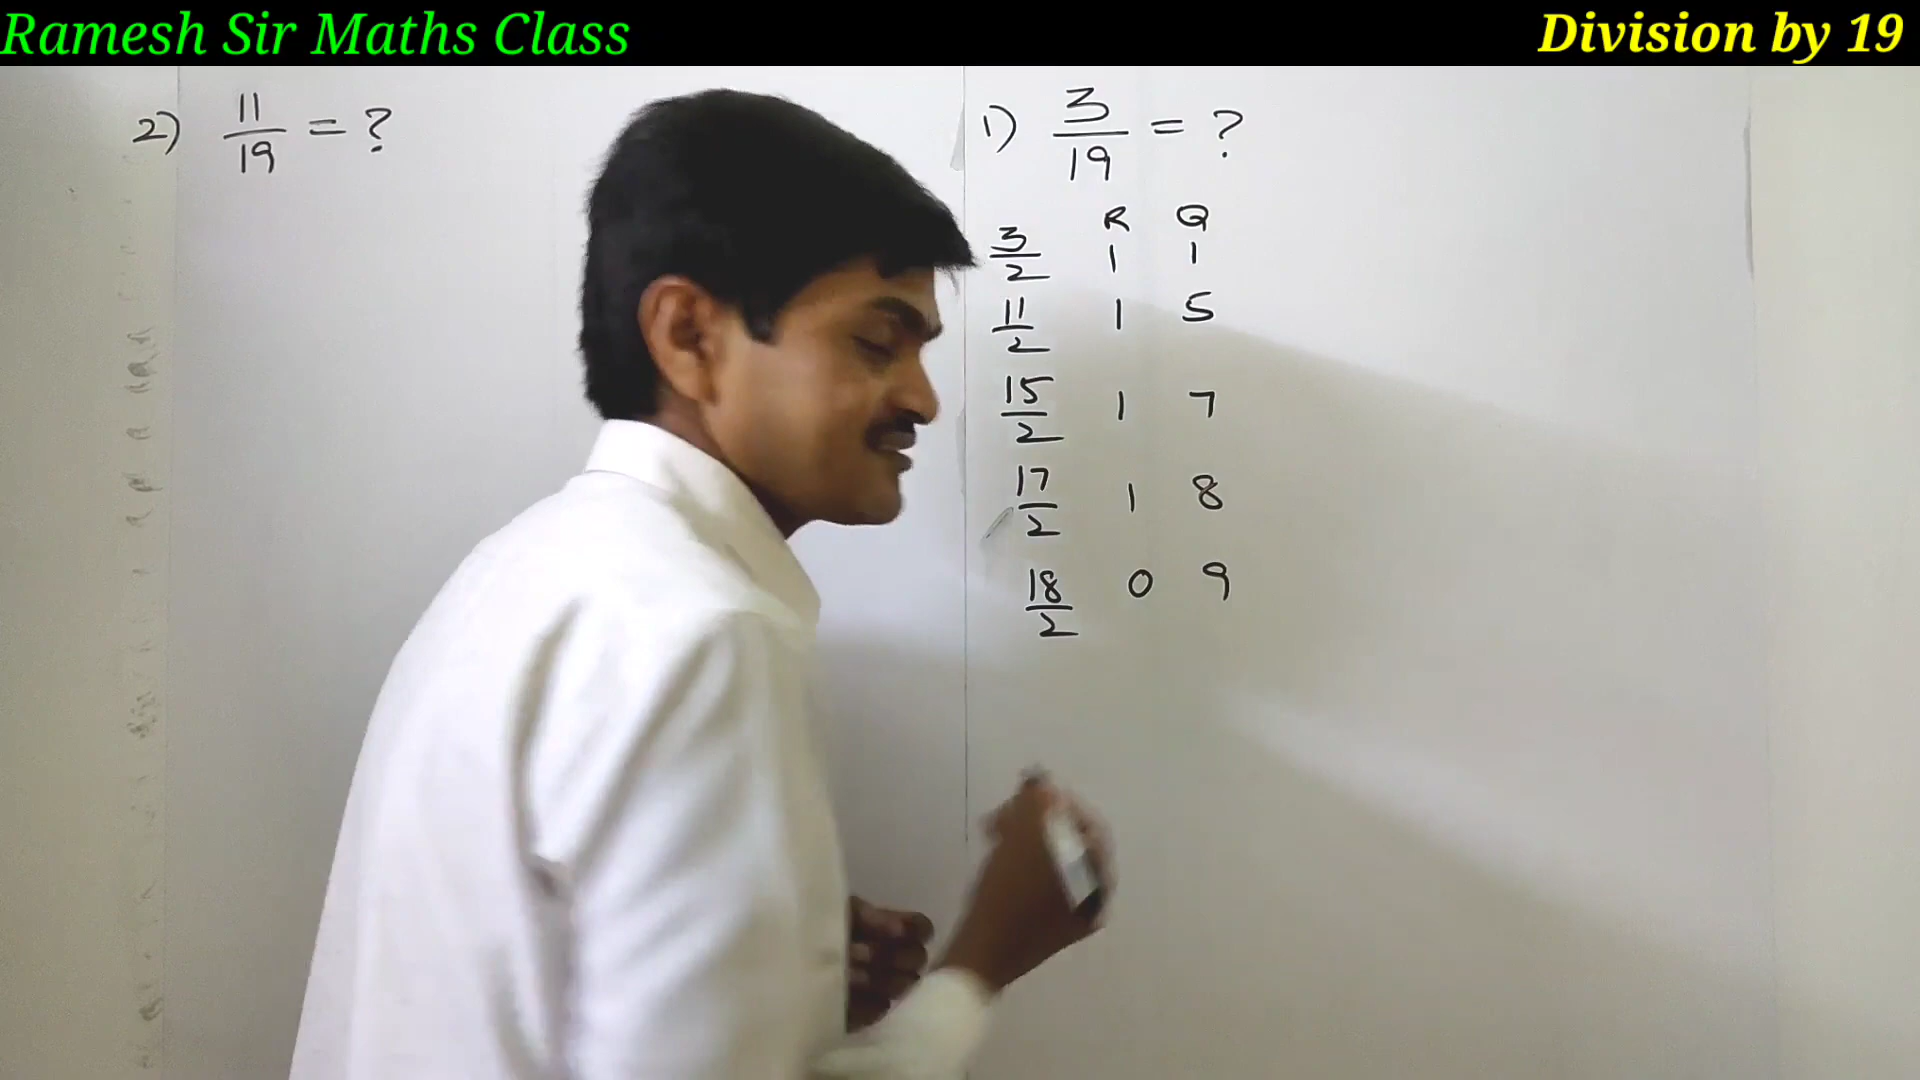 Ramesh Sir Maths Class
Division by 19
2) 11/19 = ?
1) 3/19 = ?
R Q
3/2 1 1
11/2 1 5
15/2 1 7
17/2 1 8
18/2 0 9